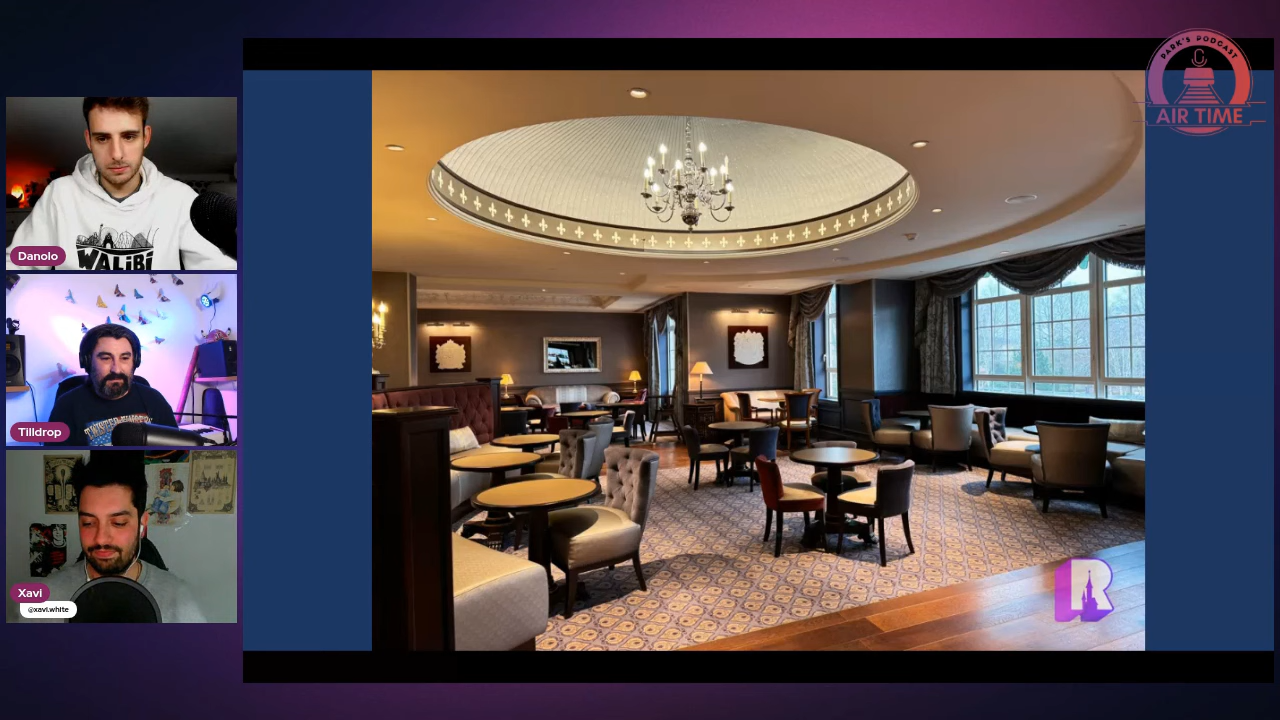 PARK'S PODCAST
AIR TIME
WALiBi
Danolo
Tilldrop
Xavi
@xavi.white
R